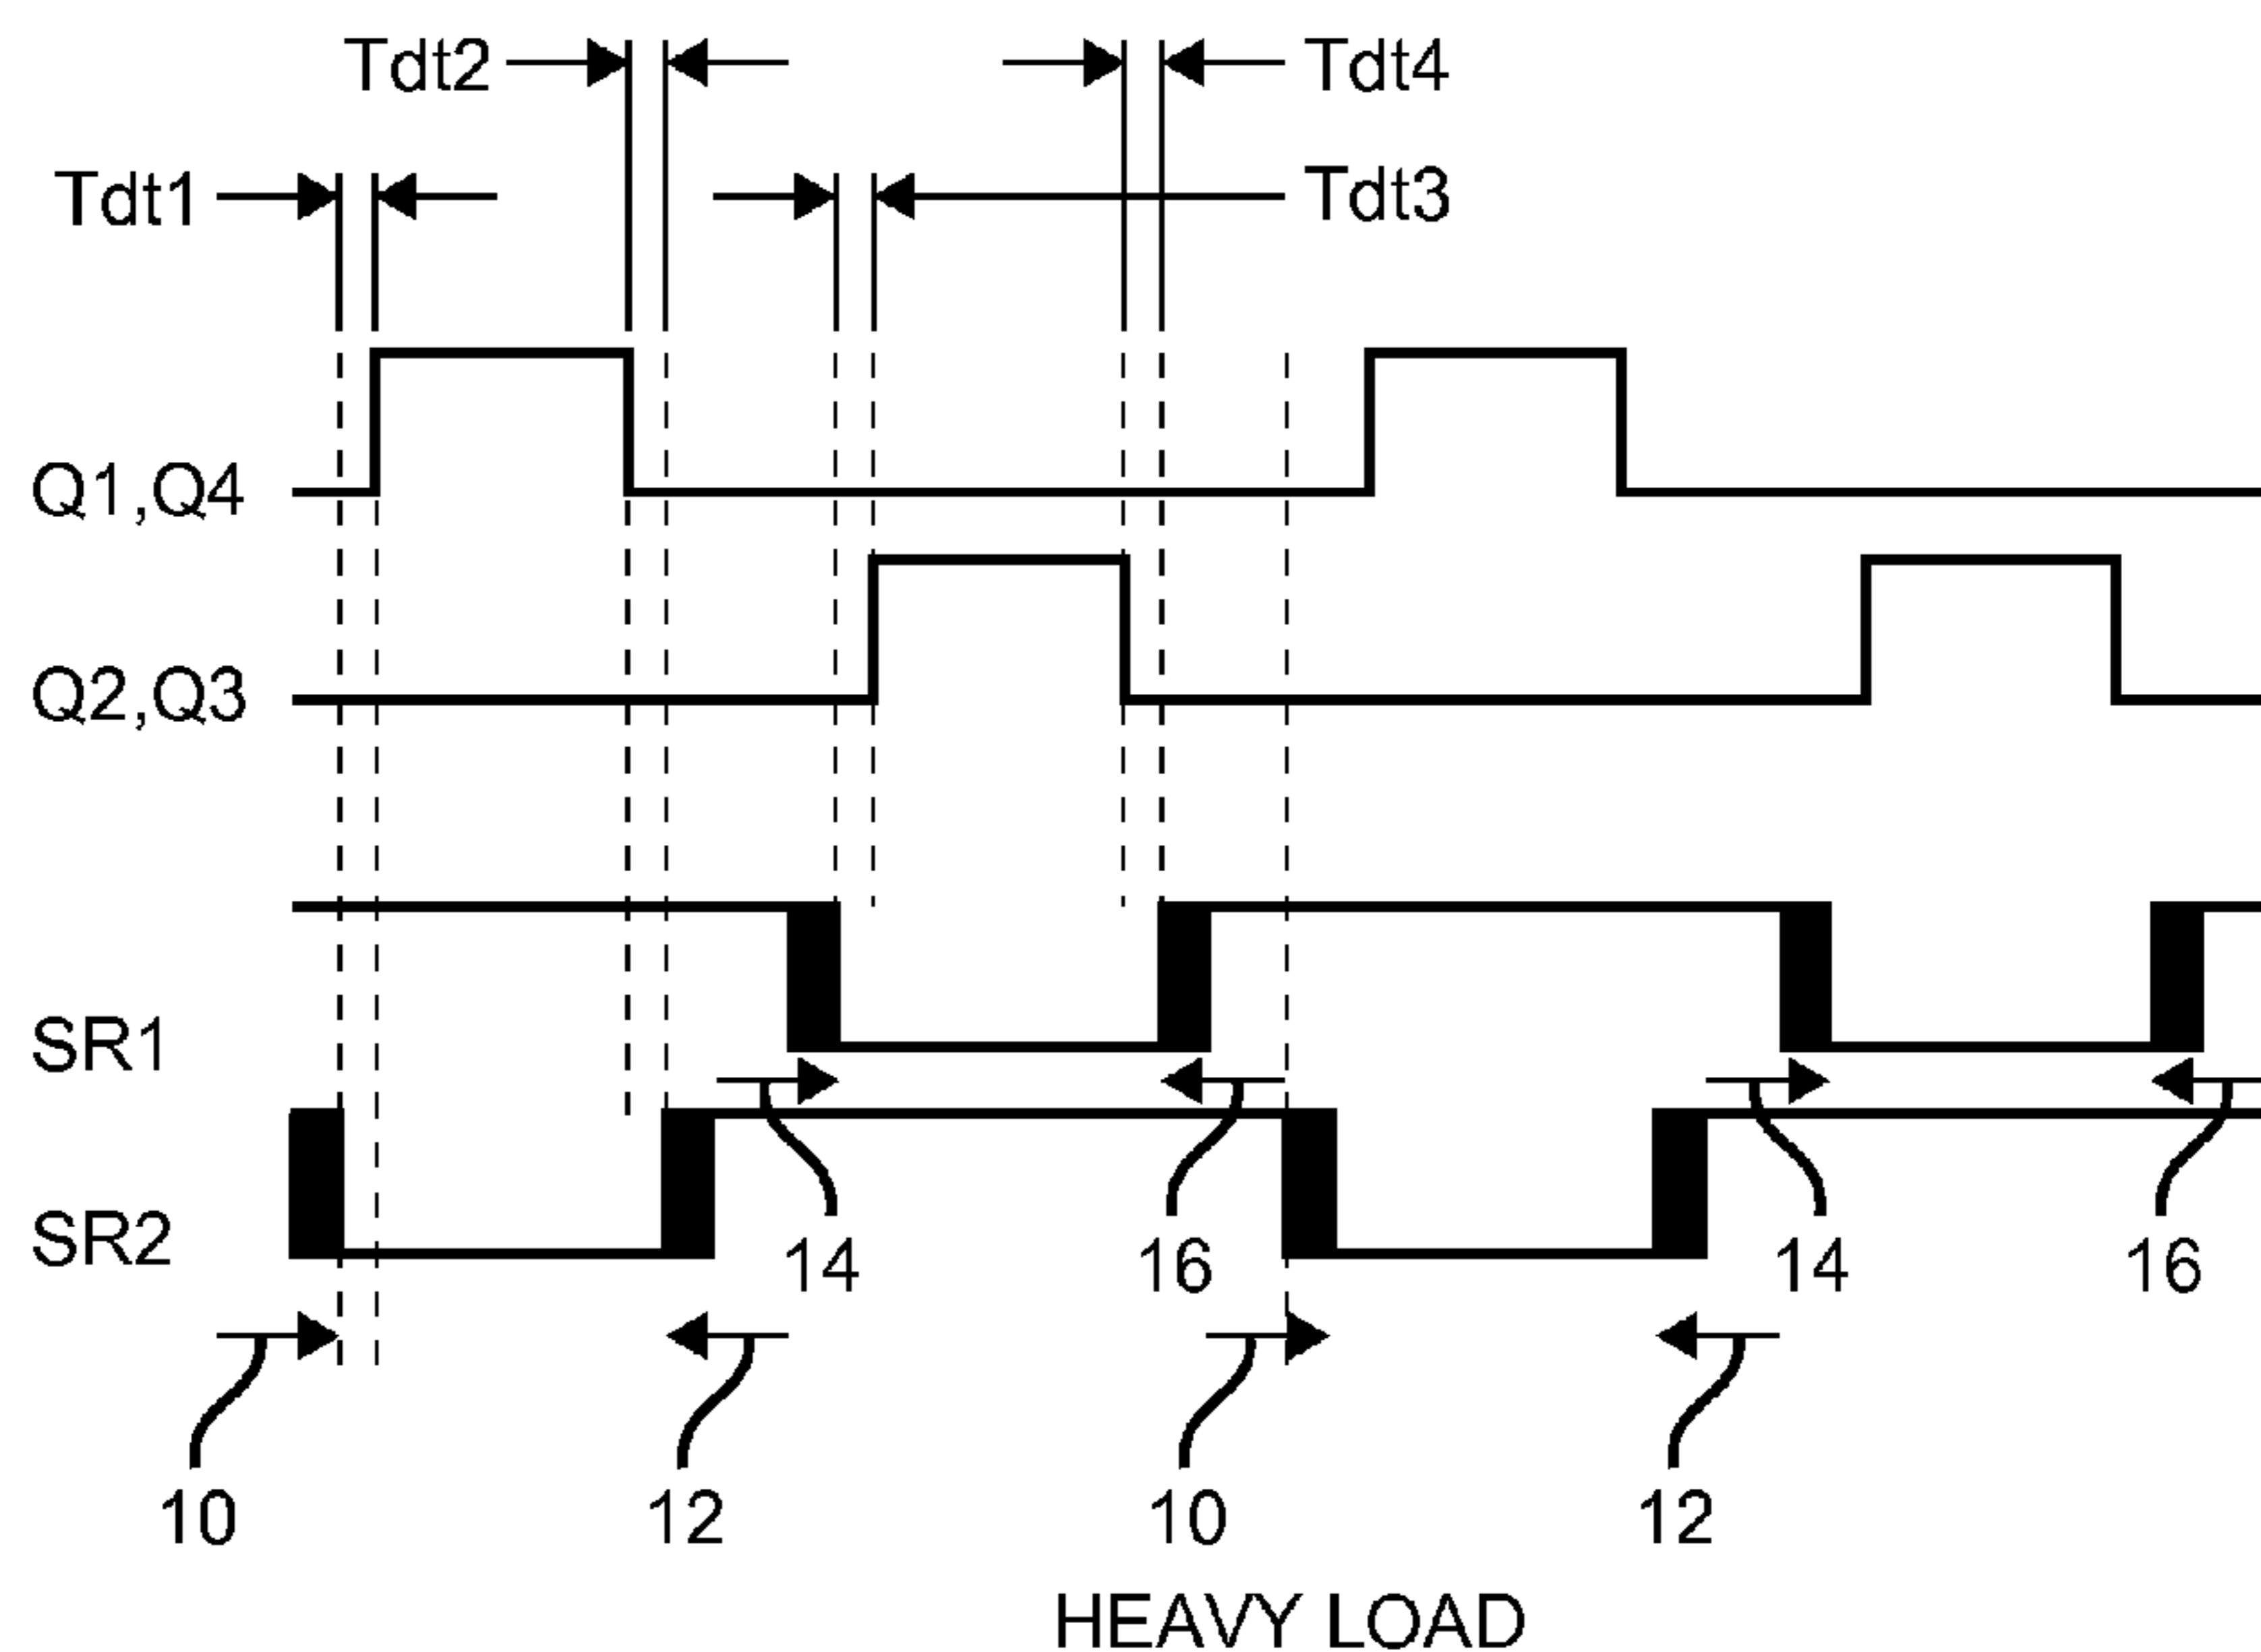 Tdt2
Tdt4
Tdt1
Tdt3
Q1,Q4
Q2,Q3
SR1
SR2
14
16
14
16
10
12
10
12
HEAVY LOAD